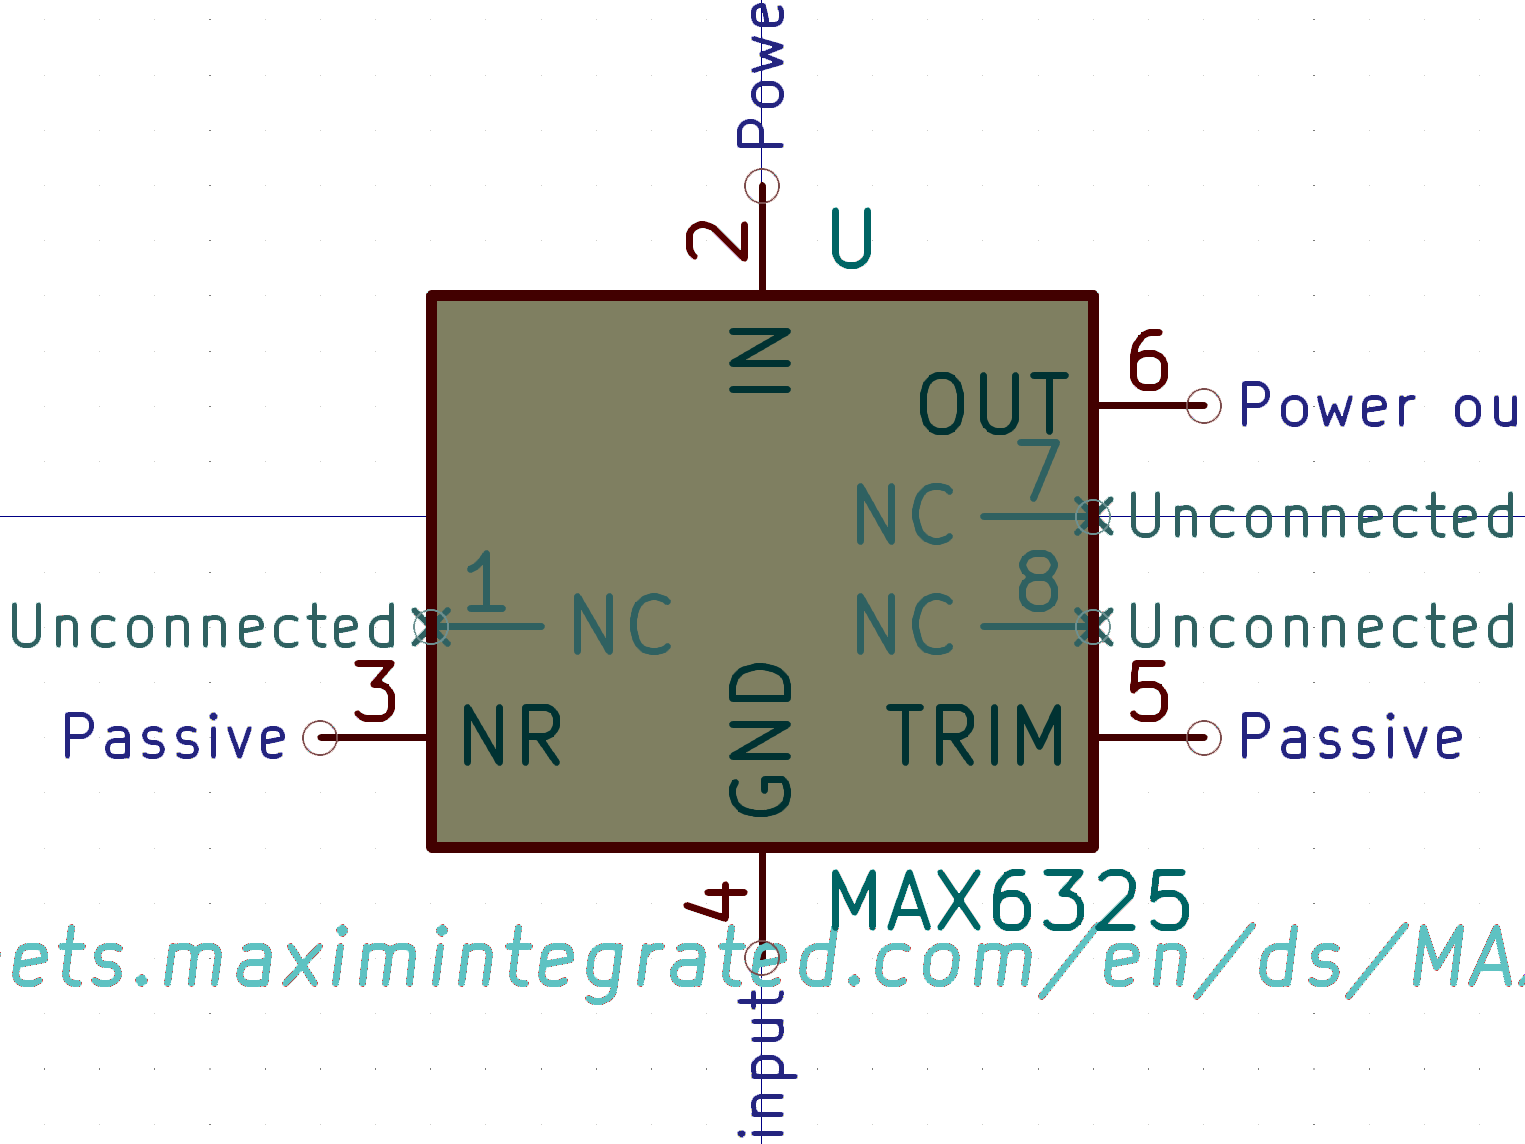 Powe
2
U
IN
6
OUT
Power ou
7
NC
Unconnected
1
NC
Unconnected
8
NC
Unconnected
3
NR
Passive
GND
5
TRIM
Passive
4
MAX6325
ets.maximintegrated.com/en/ds/MA
input